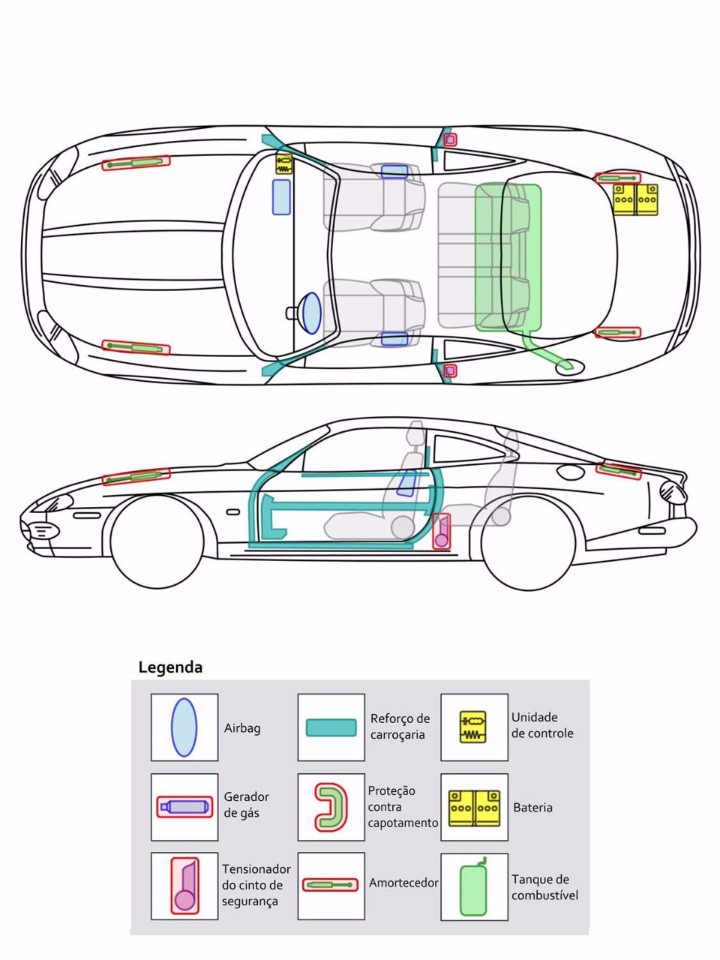 Legenda
Airbag
Reforço de
carroçaria
Unidade
de controle
Gerador
de gás
Proteção
contra
capotamento
Bateria
Tensionador
do cinto de
segurança
Amortecedor
Tanque de
combustível